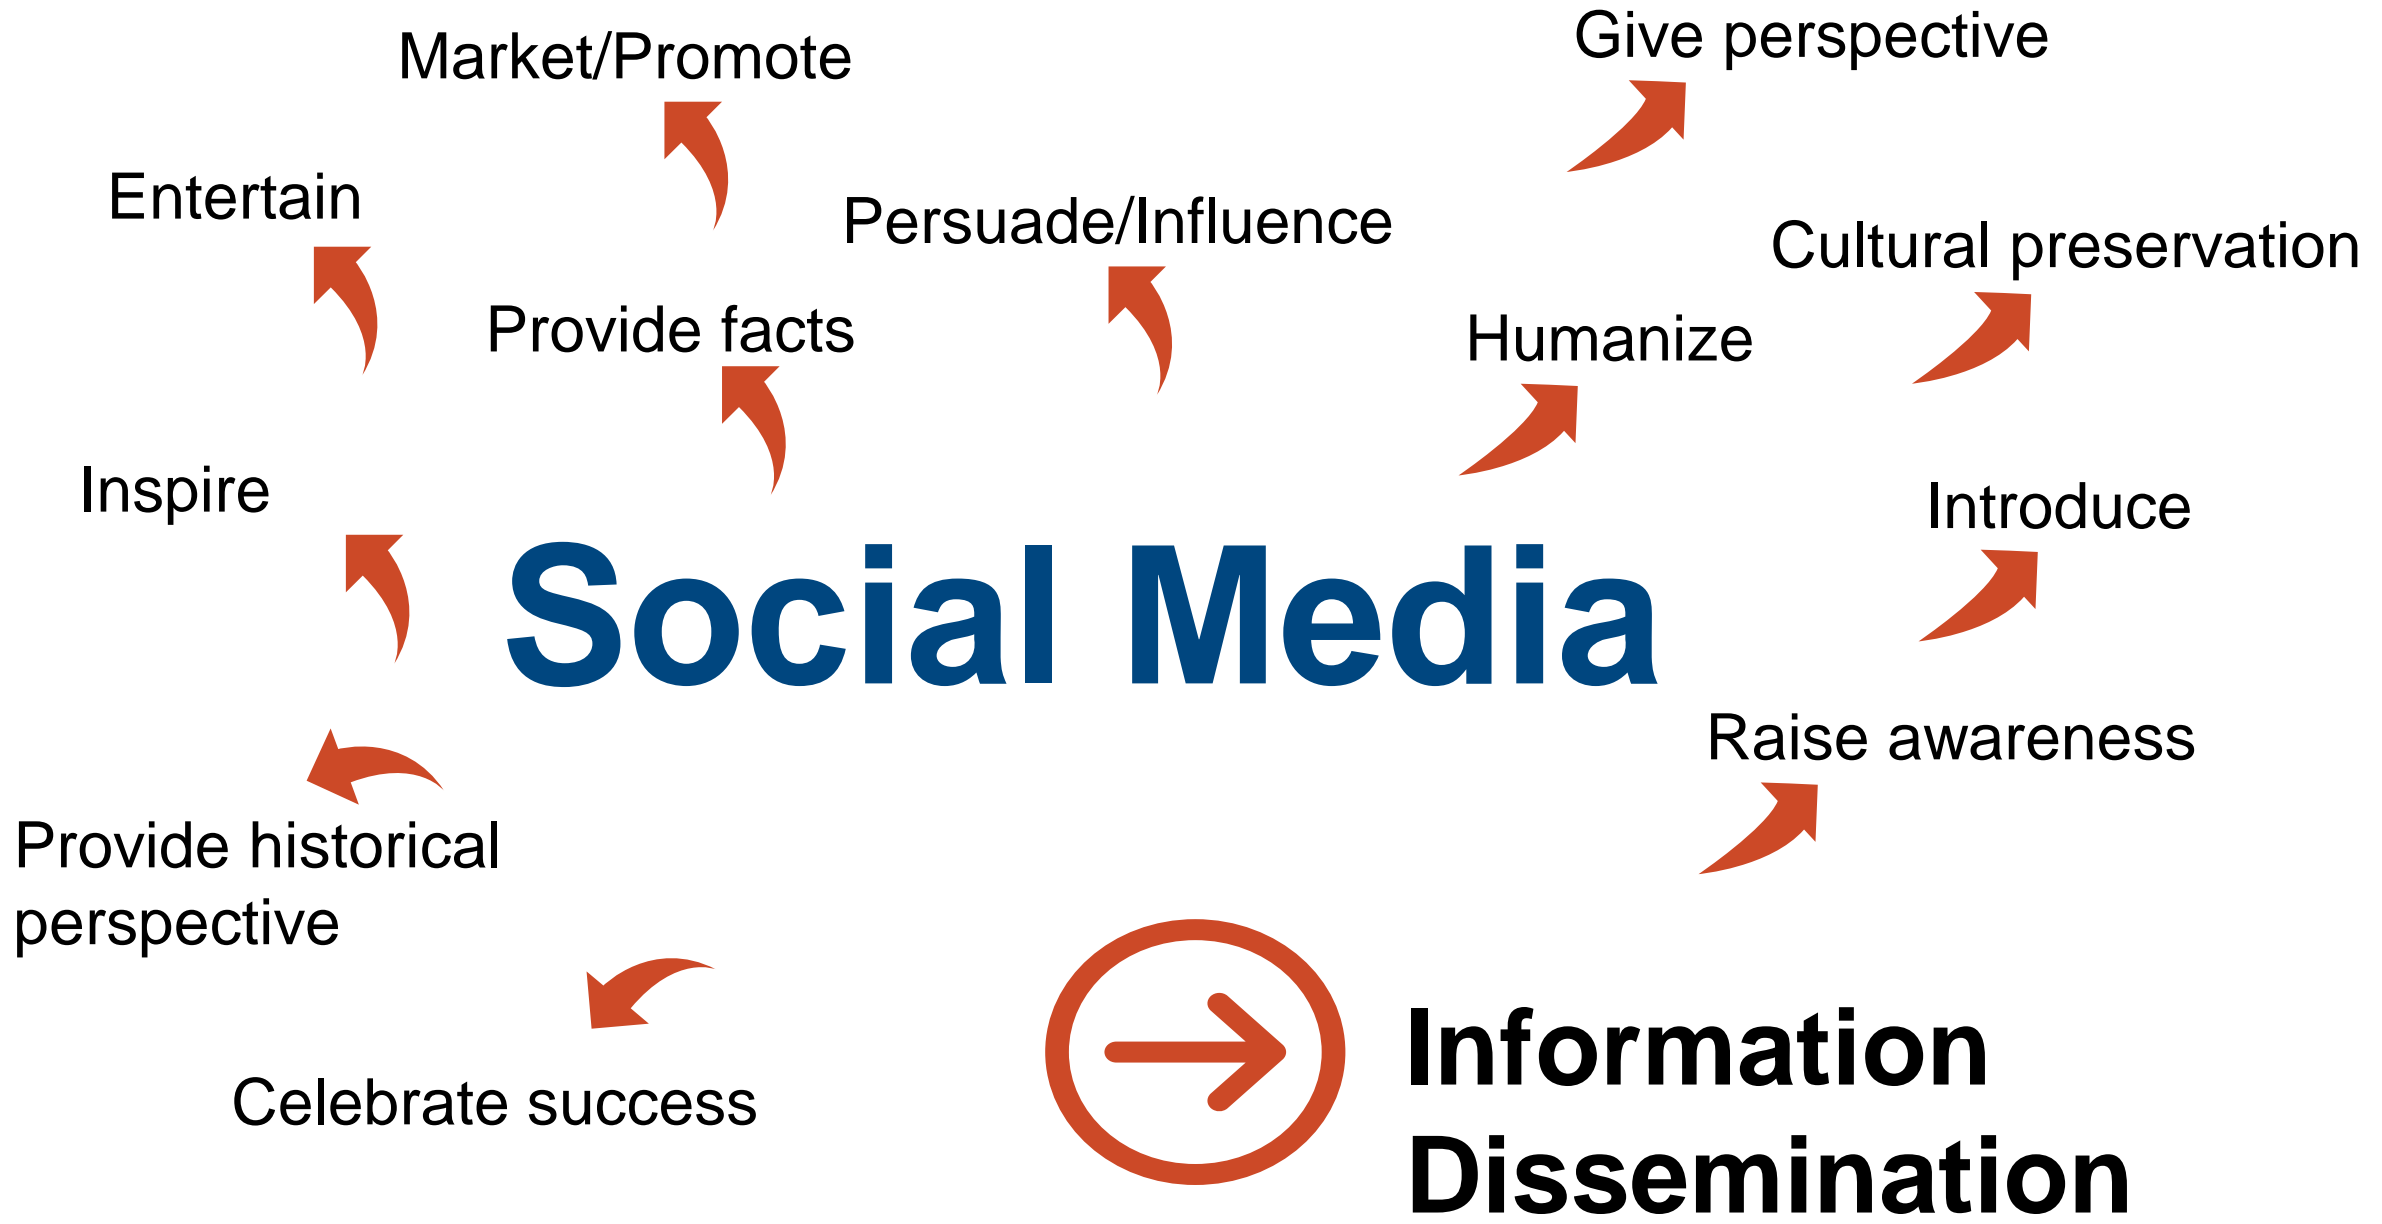 Give perspective
Market/Promote
Entertain
Persuade/Influence
Cultural preservation
Provide facts
Humanize
Inspire
Introduce
Social Media
Raise awareness
Provide historical
perspective
Celebrate success
Information
Dissemination